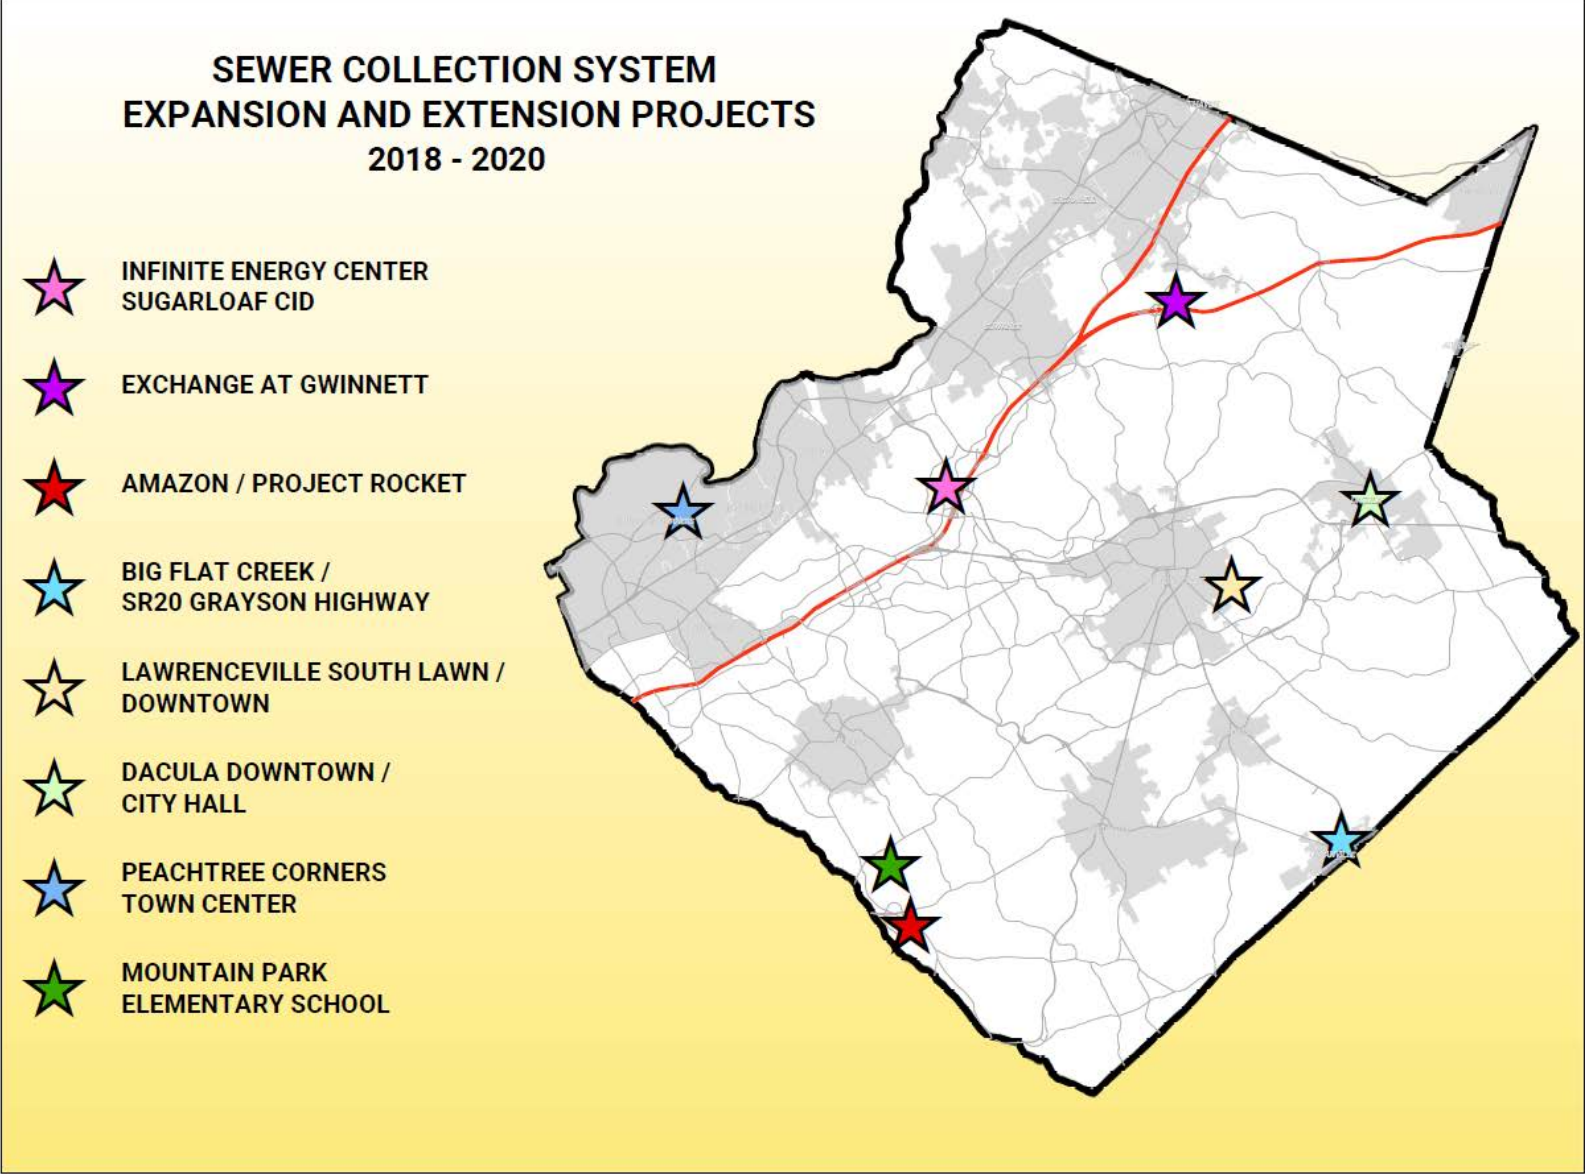 SEWER COLLECTION SYSTEM
EXPANSION AND EXTENSION PROJECTS
2018 - 2020
INFINITE ENERGY CENTER
SUGARLOAF CID
EXCHANGE AT GWINNETT
AMAZON / PROJECT ROCKET
BIG FLAT CREEK /
SR20 GRAYSON HIGHWAY
LAWRENCEVILLE SOUTH LAWN /
DOWNTOWN
DACULA DOWNTOWN /
CITY HALL
PEACHTREE CORNERS
TOWN CENTER
MOUNTAIN PARK
ELEMENTARY SCHOOL